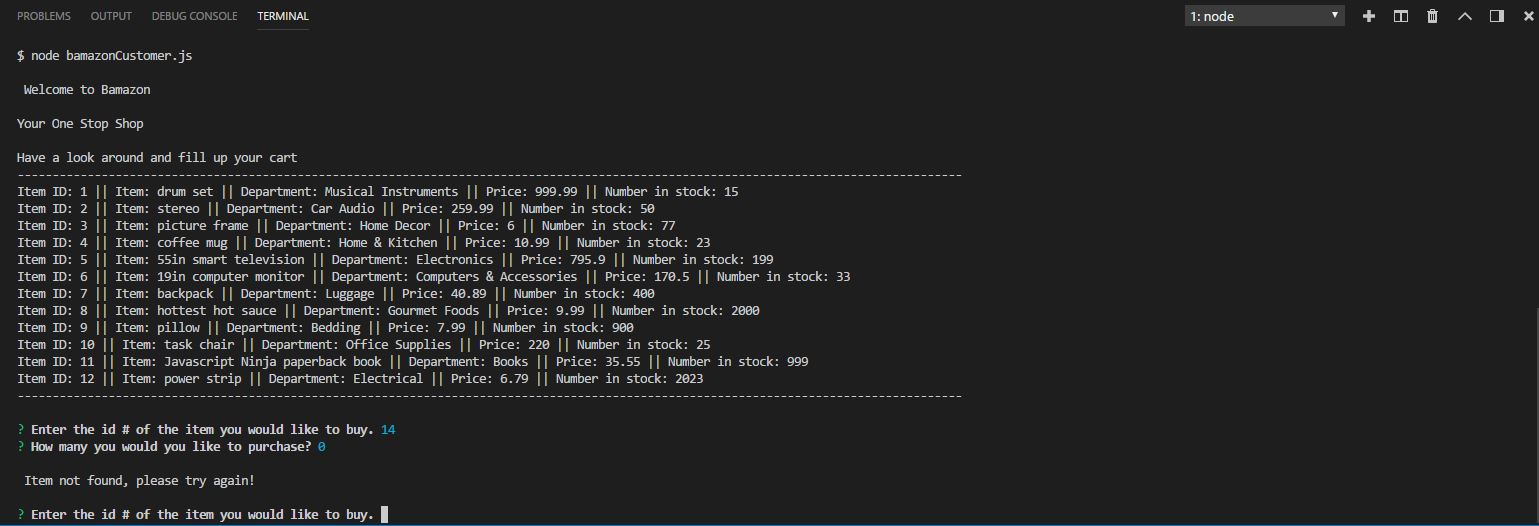 PROBLEMS OUTPUT DEBUG CONSOLE TERMINAL 1: node
$ node bamazonCustomer.js
Welcome to Bamazon
Your One Stop Shop
Have a look around and fill up your cart
---------------------------------------------------------------------------------------------------------------------------------------
Item ID: 1 || Item: drum set || Department: Musical Instruments || Price: 999.99 || Number in stock: 15
Item ID: 2 || Item: stereo || Department: Car Audio || Price: 259.99 || Number in stock: 50
Item ID: 3 || Item: picture frame || Department: Home Decor || Price: 6 || Number in stock: 77
Item ID: 4 || Item: coffee mug || Department: Home & Kitchen || Price: 10.99 || Number in stock: 23
Item ID: 5 || Item: 55in smart television || Department: Electronics || Price: 795.9 || Number in stock: 199
Item ID: 6 || Item: 19in computer monitor || Department: Computers & Accessories || Price: 170.5 || Number in stock: 33
Item ID: 7 || Item: backpack || Department: Luggage || Price: 40.89 || Number in stock: 400
Item ID: 8 || Item: hottest hot sauce || Department: Gourmet Foods || Price: 9.99 || Number in stock: 2000
Item ID: 9 || Item: pillow || Department: Bedding || Price: 7.99 || Number in stock: 900
Item ID: 10 || Item: task chair || Department: Office Supplies || Price: 220 || Number in stock: 25
Item ID: 11 || Item: Javascript Ninja paperback book || Department: Books || Price: 35.55 || Number in stock: 999
Item ID: 12 || Item: power strip || Department: Electrical || Price: 6.79 || Number in stock: 2023
---------------------------------------------------------------------------------------------------------------------------------------
? Enter the id # of the item you would like to buy. 14
? How many you would you like to purchase? 0
Item not found, please try again!
? Enter the id # of the item you would like to buy.